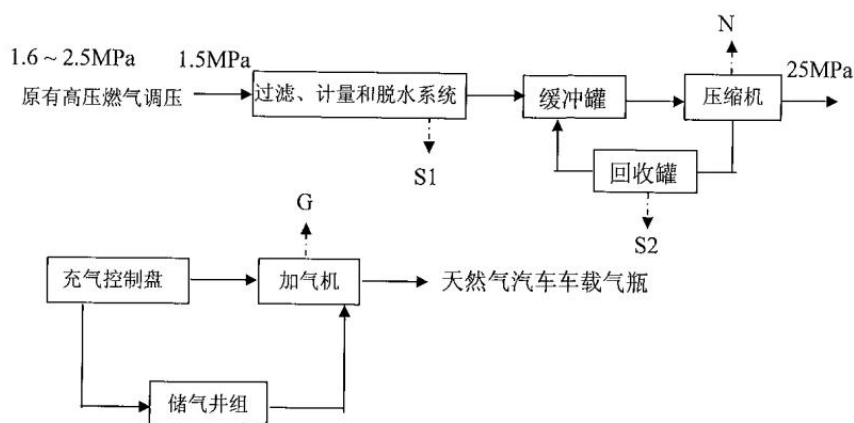 N
1.6 ~ 2.5MPa
1.5MPa
25MPa
原有高压燃气调压
过滤、计量和脱水系统
缓冲罐
压缩机
S1
回收罐
S2
G
充气控制盘
加气机
天然气汽车车载气瓶
储气井组